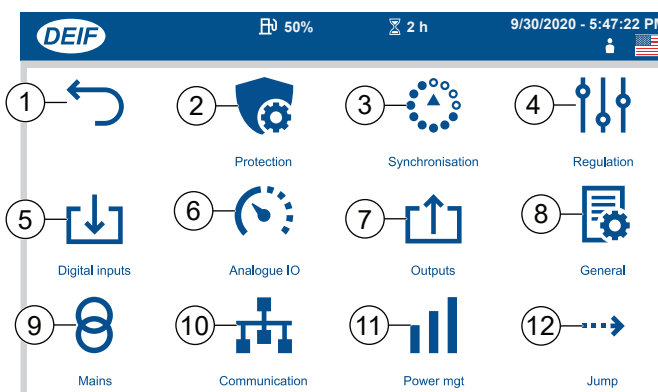 DEIF 50% 2 h 9/30/2020 - 5:47:22 PM
1 2 3 4
Protection Synchronisation Regulation
5 6 7 8
Digital inputs Analogue IO Outputs General
9 10 11 12
Mains Communication Power mgt Jump